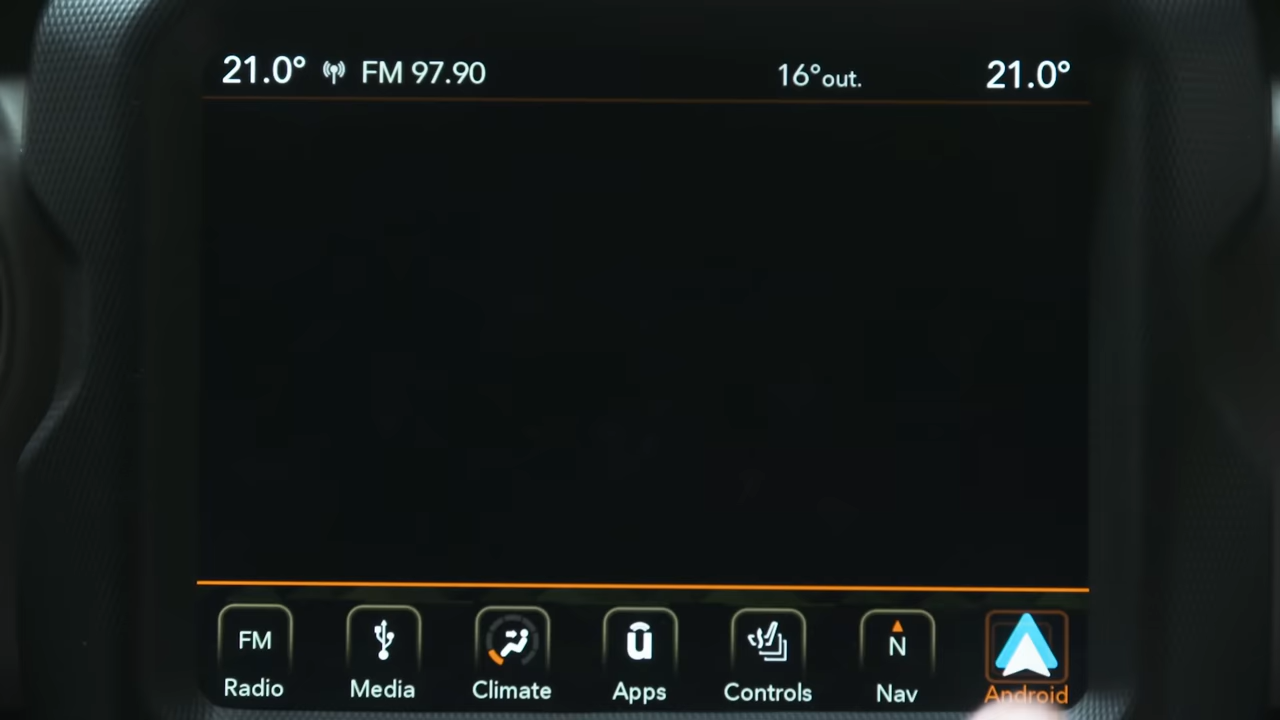 21.0° FM 97.90 16°out. 21.0°
FM N
Radio Media Climate Apps Controls Nav Android